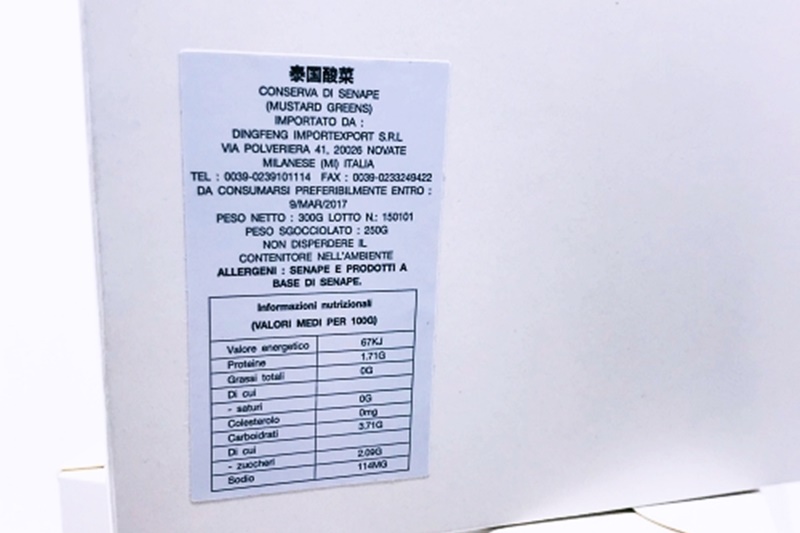 泰国酸菜
CONSERVA DI SENAPE
(MUSTARD GREENS)
IMPORTATO DA :
DINGFENG IMPORTEXPORT S.R.L
VIA POLVERIERA 41, 20026 NOVATE
MILANESE (MI) ITALIA
TEL : 0039-0239101114 FAX : 0039-0233249422
DA CONSUMARSI PREFERIBILMENTE ENTRO :
9/MAR/2017
PESO NETTO : 300G LOTTO N.: 150101
PESO SGOCCIOLATO : 250G
NON DISPERDERE IL
CONTENITORE NELL'AMBIENTE
ALLERGENI : SENAPE E PRODOTTI A
BASE DI SENAPE.
Informazioni nutrizionali
(VALORI MEDI PER 100G)
Valore energetico 67KJ
Proteine 1.71G
Grassi totali 0G
Di cui
- saturi 0G
Colesterolo 0mg
Carboidrati 3.71G
Di cui
- zuccheri 2.09G
Sodio 114MG